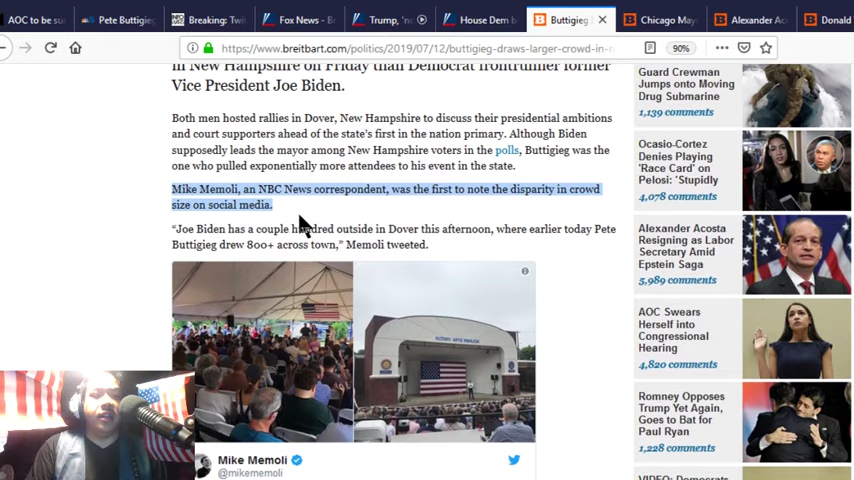 AOC to be su
Pete Buttigieg
Breaking: Twi
Fox News - B
Trump, 'no
House Dem b
Buttigieg
Chicago May
Alexander Ac
Donald
https://www.breitbart.com/politics/2019/07/12/buttigieg-draws-larger-crowd-in-n
90%
in New Hampshire on Friday than Democrat frontrunner former
Vice President Joe Biden.
Both men hosted rallies in Dover, New Hampshire to discuss their presidential ambitions
and court supporters ahead of the state's first in the nation primary. Although Biden
supposedly leads the mayor among New Hampshire voters in the polls, Buttigieg was the
one who pulled exponentially more attendees to his event in the state.
Mike Memoli, an NBC News correspondent, was the first to note the disparity in crowd
size on social media.
“Joe Biden has a couple hundred outside in Dover this afternoon, where earlier today Pete
Buttigieg drew 800+ across town,” Memoli tweeted.
Mike Memoli
@mikememoli
Guard Crewman
Jumps onto Moving
Drug Submarine
1,139 comments
Ocasio-Cortez
Denies Playing
'Race Card' on
Pelosi: 'Stupidly
4,078 comments
Alexander Acosta
Resigning as Labor
Secretary Amid
Epstein Saga
5,989 comments
AOC Swears
Herself into
Congressional
Hearing
4,820 comments
Romney Opposes
Trump Yet Again,
Goes to Bat for
Paul Ryan
1,228 comments
VIDEO: Democrats